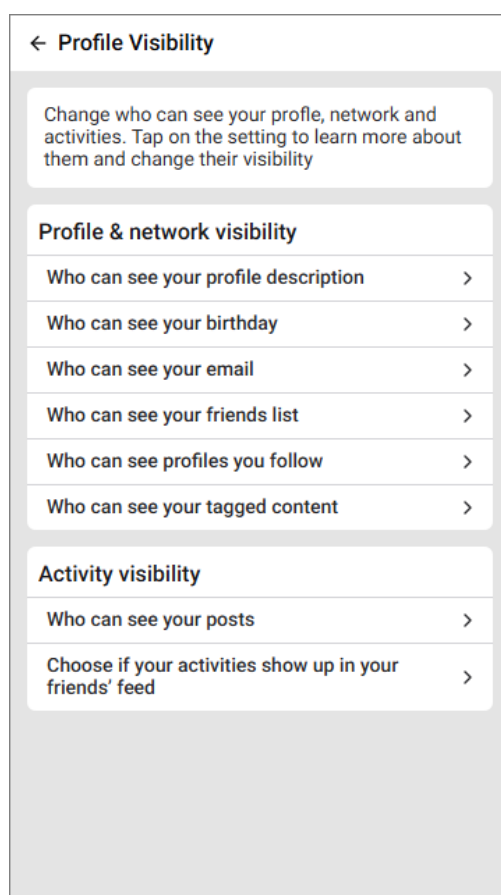 Profile Visibility
Change who can see your profle, network and
activities. Tap on the setting to learn more about
them and change their visibility
Profile & network visibility
Who can see your profile description
Who can see your birthday
Who can see your email
Who can see your friends list
Who can see profiles you follow
Who can see your tagged content
Activity visibility
Who can see your posts
Choose if your activities show up in your
friends’ feed